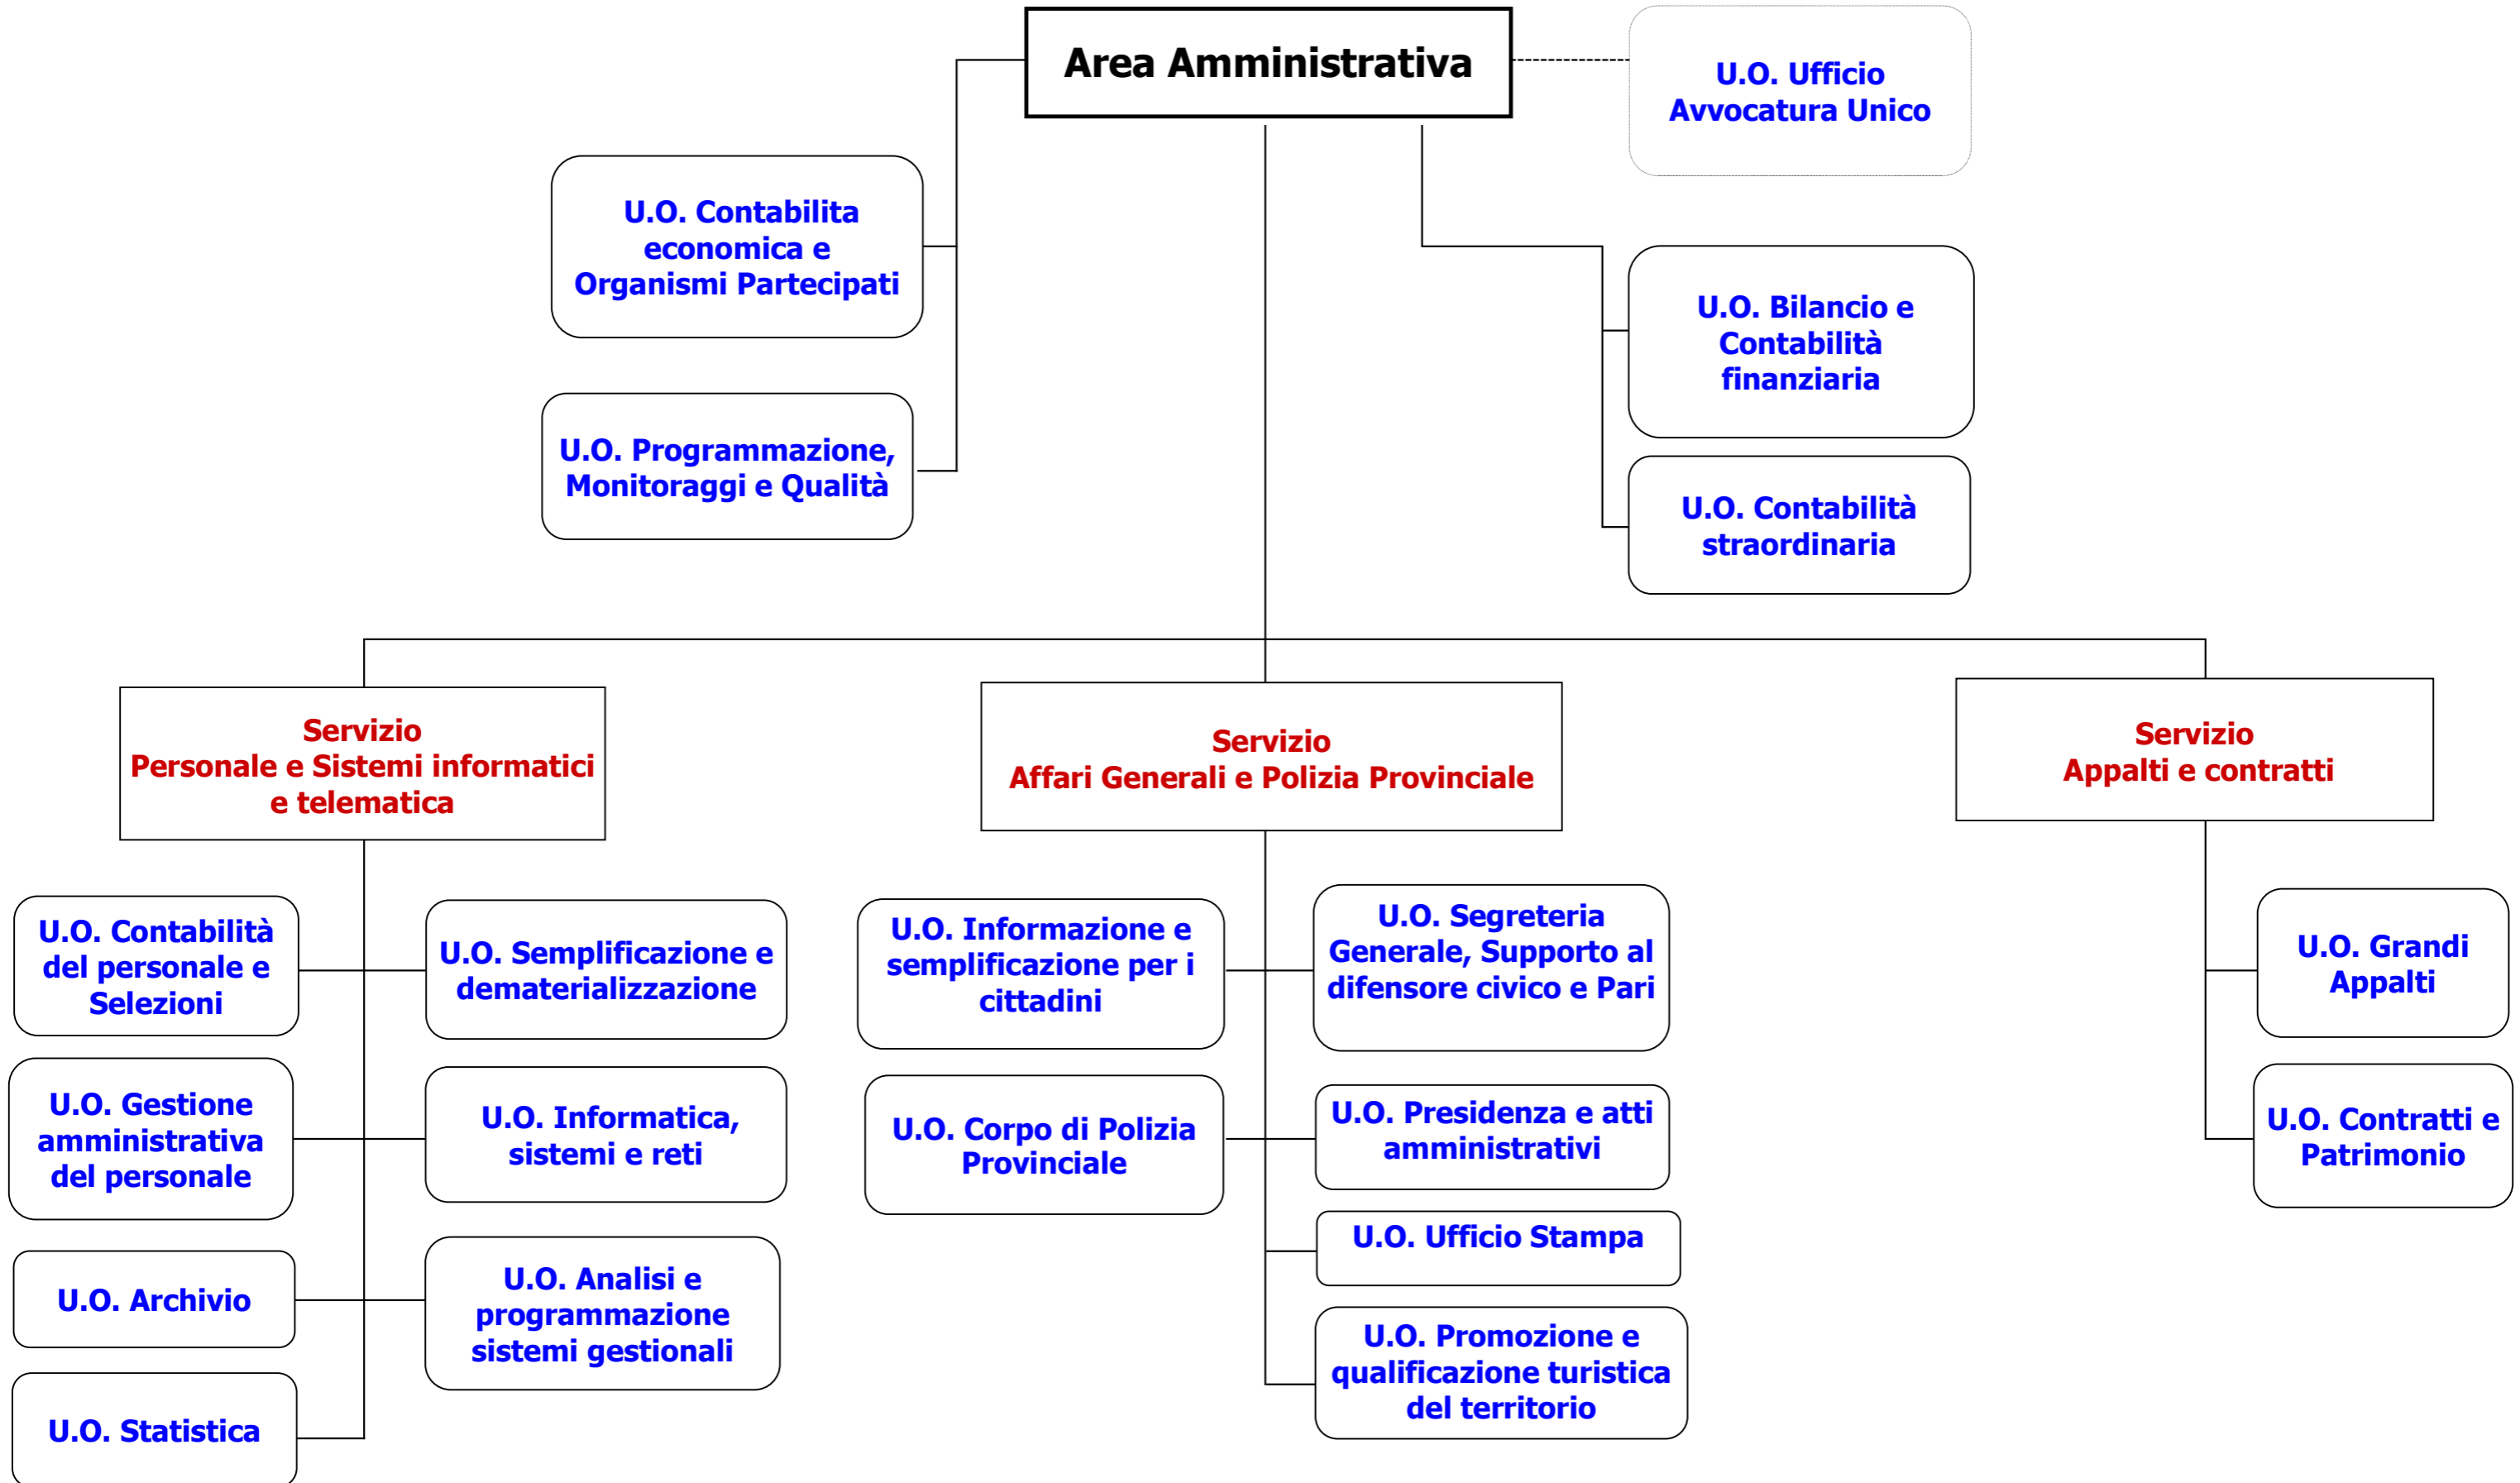 Area Amministrativa
U.O. Ufficio
Avvocatura Unico
U.O. Contabilita
economica e
Organismi Partecipati
U.O. Programmazione,
Monitoraggi e Qualità
U.O. Bilancio e
Contabilità
finanziaria
U.O. Contabilità
straordinaria
Servizio
Personale e Sistemi informatici
e telematica
Servizio
Affari Generali e Polizia Provinciale
Servizio
Appalti e contratti
U.O. Contabilità
del personale e
Selezioni
U.O. Semplificazione e
dematerializzazione
U.O. Gestione
amministrativa
del personale
U.O. Informatica,
sistemi e reti
U.O. Archivio
U.O. Analisi e
programmazione
sistemi gestionali
U.O. Statistica
U.O. Informazione e
semplificazione per i
cittadini
U.O. Segreteria
Generale, Supporto al
difensore civico e Pari
U.O. Corpo di Polizia
Provinciale
U.O. Presidenza e atti
amministrativi
U.O. Ufficio Stampa
U.O. Promozione e
qualificazione turistica
del territorio
U.O. Grandi
Appalti
U.O. Contratti e
Patrimonio